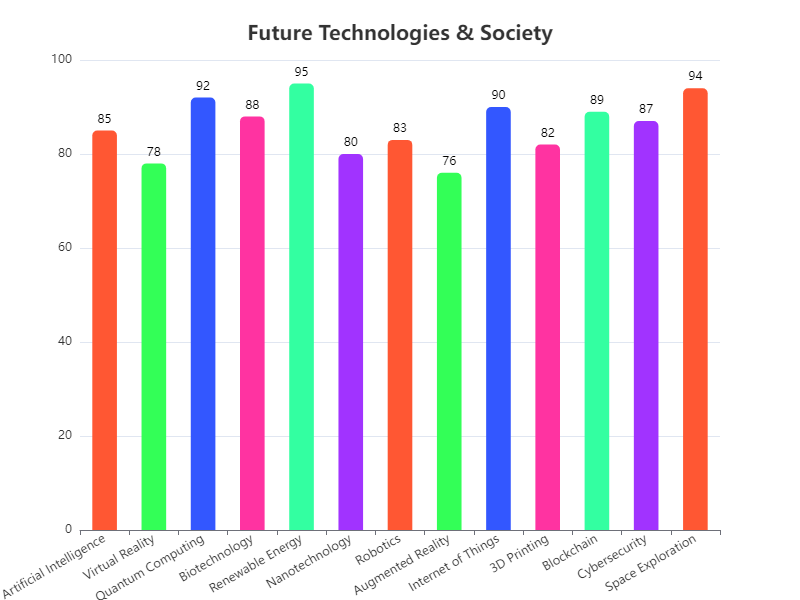 Future Technologies & Society
100
80
60
40
20
0
85
78
92
88
95
80
83
76
90
82
89
87
94
Artificial Intelligence
Virtual Reality
Quantum Computing
Biotechnology
Renewable Energy
Nanotechnology
Robotics
Augmented Reality
Internet of Things
3D Printing
Blockchain
Cybersecurity
Space Exploration